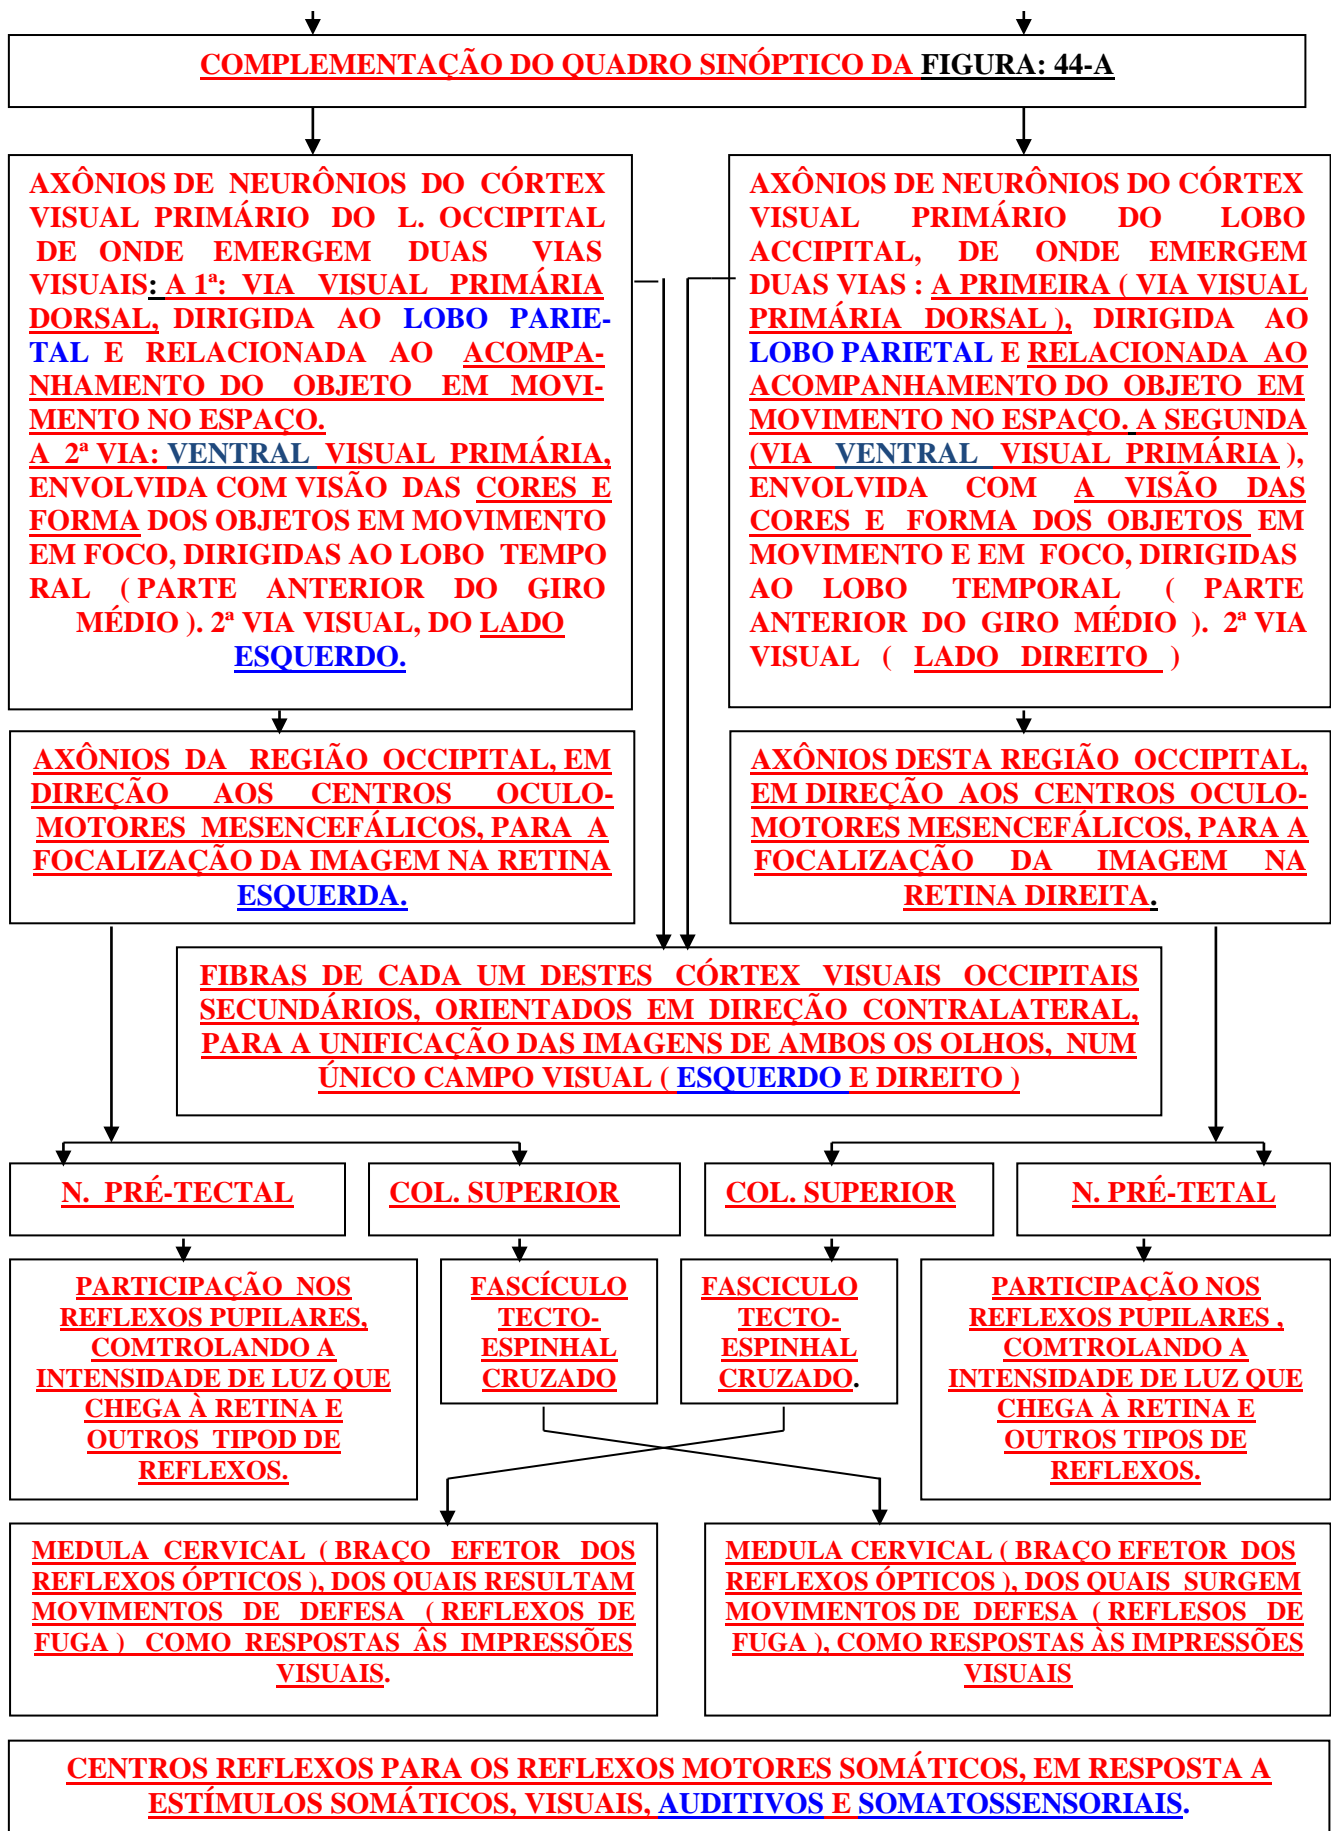 COMPLEMENTAÇÃO DO QUADRO SINÓPTICO DA FIGURA: 44-A
AXÔNIOS DE NEURÔNIOS DO CÓRTEX
VISUAL PRIMÁRIO DO L. OCCIPITAL
DE ONDE EMERGEM DUAS VIAS
VISUAIS: A 1ª: VIA VISUAL PRIMÁRIA
DORSAL, DIRIGIDA AO LOBO PARIE-
TAL E RELACIONADA AO ACOMPA-
NHAMENTO DO OBJETO EM MOVI-
MENTO NO ESPAÇO.
A 2ª VIA: VENTRAL VISUAL PRIMÁRIA,
ENVOLVIDA COM VISÃO DAS CORES E
FORMA DOS OBJETOS EM MOVIMENTO
EM FOCO, DIRIGIDAS AO LOBO TEMPO
RAL ( PARTE ANTERIOR DO GIRO
MÉDIO ). 2ª VIA VISUAL, DO LADO
ESQUERDO.
AXÔNIOS DE NEURÔNIOS DO CÓRTEX
VISUAL PRIMÁRIO DO LOBO
ACCIPITAL, DE ONDE EMERGEM
DUAS VIAS : A PRIMEIRA ( VIA VISUAL
PRIMÁRIA DORSAL ), DIRIGIDA AO
LOBO PARIETAL E RELACIONADA AO
ACOMPANHAMENTO DO OBJETO EM
MOVIMENTO NO ESPAÇO. A SEGUNDA
(VIA VENTRAL VISUAL PRIMÁRIA ),
ENVOLVIDA COM A VISÃO DAS
CORES E FORMA DOS OBJETOS EM
MOVIMENTO E EM FOCO, DIRIGIDAS
AO LOBO TEMPORAL ( PARTE
ANTERIOR DO GIRO MÉDIO ). 2ª VIA
VISUAL ( LADO DIREITO )
AXÔNIOS DA REGIÃO OCCIPITAL, EM
DIREÇÃO AOS CENTROS OCULO-
MOTORES MESENCEFÁLICOS, PARA A
FOCALIZAÇÃO DA IMAGEM NA RETINA
ESQUERDA.
AXÔNIOS DESTA REGIÃO OCCIPITAL,
EM DIREÇÃO AOS CENTROS OCULO-
MOTORES MESENCEFÁLICOS, PARA A
FOCALIZAÇÃO DA IMAGEM NA
RETINA DIREITA.
FIBRAS DE CADA UM DESTES CÓRTEX VISUAIS OCCIPITAIS
SECUNDÁRIOS, ORIENTADOS EM DIREÇÃO CONTRALATERAL,
PARA A UNIFICAÇÃO DAS IMAGENS DE AMBOS OS OLHOS, NUM
ÚNICO CAMPO VISUAL ( ESQUERDO E DIREITO )
N. PRÉ-TECTAL
COL. SUPERIOR
COL. SUPERIOR
N. PRÉ-TETAL
PARTICIPAÇÃO NOS
REFLEXOS PUPILARES,
COMTROLANDO A
INTENSIDADE DE LUZ QUE
CHEGA À RETINA E
OUTROS TIPOD DE
REFLEXOS.
FASCÍCULO
TECTO-
ESPINHAL
CRUZADO
FASCICULO
TECTO-
ESPINHAL
CRUZADO.
PARTICIPAÇÃO NOS
REFLEXOS PUPILARES ,
COMTROLANDO A
INTENSIDADE DE LUZ QUE
CHEGA À RETINA E
OUTROS TIPOS DE
REFLEXOS.
MEDULA CERVICAL ( BRAÇO EFETOR DOS
REFLEXOS ÓPTICOS ), DOS QUAIS RESULTAM
MOVIMENTOS DE DEFESA ( REFLEXOS DE
FUGA ) COMO RESPOSTAS ÂS IMPRESSÕES
VISUAIS.
MEDULA CERVICAL ( BRAÇO EFETOR DOS
REFLEXOS ÓPTICOS ), DOS QUAIS SURGEM
MOVIMENTOS DE DEFESA ( REFLESOS DE
FUGA ), COMO RESPOSTAS ÀS IMPRESSÕES
VISUAIS
CENTROS REFLEXOS PARA OS REFLEXOS MOTORES SOMÁTICOS, EM RESPOSTA A
ESTÍMULOS SOMÁTICOS, VISUAIS, AUDITIVOS E SOMATOSSENSORIAIS.